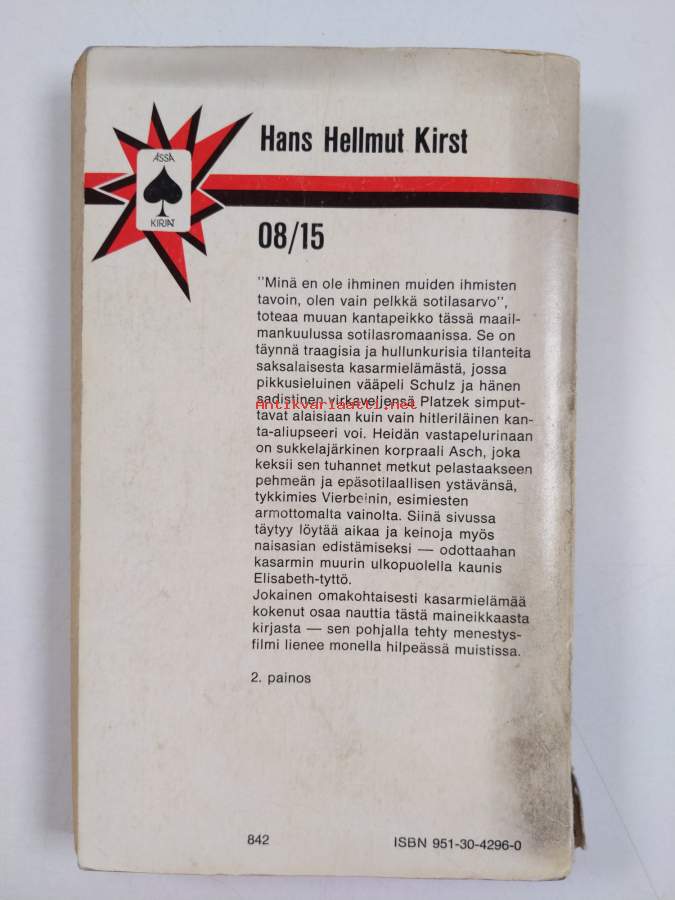 Hans Hellmut Kirst
ÄSSÄ
KIRJAT
08/15
"Minä en ole ihminen muiden ihmisten
tavoin, olen vain pelkkä sotilasarvo",
toteaa muuan kantapeikko tässä maail-
mankuulussa sotilasromaanissa. Se on
täynnä traagisia ja hullunkurisia tilanteita
saksalaisesta kasarmielämästä, jossa
pikkusieluinen vääpeli Schulz ja hänen
sadistinen virkaveljensä Platzek simput-
antikvariaatti.net
tavat alaisiaan kuin vain hitleriläinen kan-
ta-aliupseeri voi. Heidän vastapelurinaan
on sukkelajärkinen korpraali Asch, joka
keksii sen tuhannet metkut pelastaakseen
pehmeän ja epäsotilaallisen ystävänsä,
tykkimies Vierbeinin, esimiesten
armottomalta vainolta. Siinä sivussa
täytyy löytää aikaa ja keinoja myös
naisasian edistämiseksi — odottaahan
kasarmin muurin ulkopuolella kaunis
Elisabeth-tyttö.
Jokainen omakohtaisesti kasarmielämää
kokenut osaa nauttia tästä maineikkaasta
kirjasta — sen pohjalla tehty menestys-
filmi lienee monella hilpeässä muistissa.
2. painos
842
ISBN 951-30-4296-0